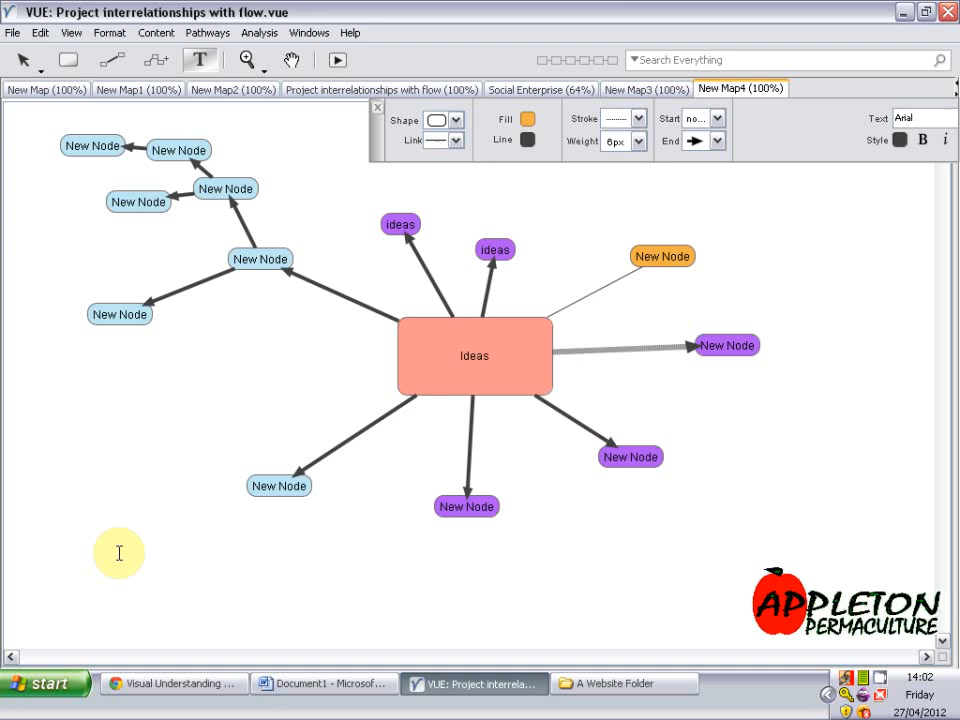 VUE: Project interrelationships with flow.vue
File Edit View Format Content Pathways Analysis Windows Help
T
Search Everything
New Map (100%) New Map1 (100%) New Map2 (100%) Project interrelationships with flow (100%) Social Enterprise (64%) New Map3 (100%) New Map4 (100%)
Shape Fill Stroke Start no... Text Arial
Link Line Weight 6px End Style B i
New Node
New Node
New Node
New Node
ideas
ideas
New Node
New Node
New Node
New Node
Ideas
New Node
New Node
New Node
APPLETON
PERMACULTURE
start Visual Understanding ... Document1 - Microsof... VUE: Project interrela... A Website Folder
14:02
Friday
27/04/2012